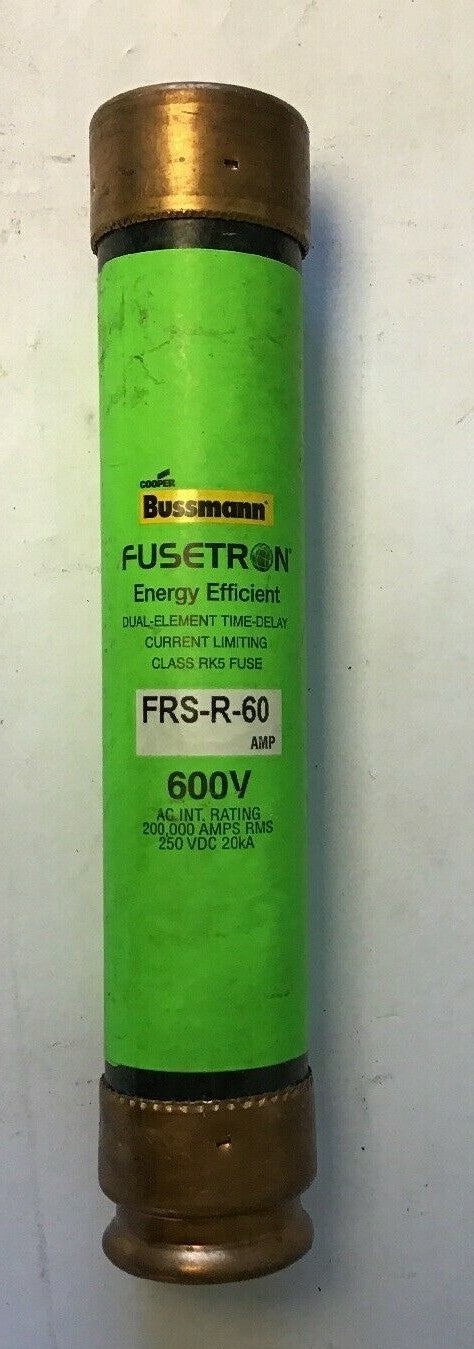 COOPER
Bussmann
FUSETRON®
Energy Efficient
DUAL-ELEMENT TIME-DELAY
CURRENT LIMITING
CLASS RK5 FUSE
FRS-R-60
AMP
600V
AC INT. RATING
200,000 AMPS RMS
250 VDC 20kA